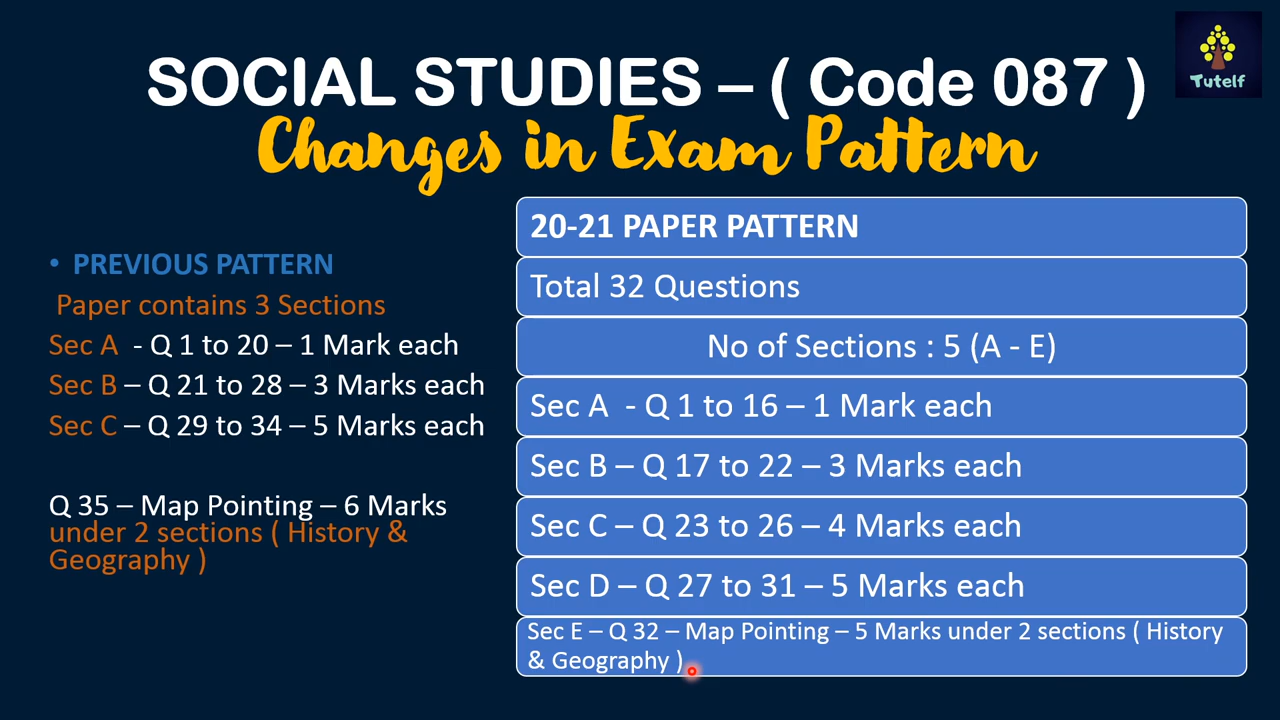 SOCIAL STUDIES – ( Code 087 )
Changes in Exam Pattern
Tutelf
• PREVIOUS PATTERN
Paper contains 3 Sections
Sec A - Q 1 to 20 – 1 Mark each
Sec B – Q 21 to 28 – 3 Marks each
Sec C – Q 29 to 34 – 5 Marks each
Q 35 – Map Pointing – 6 Marks
under 2 sections ( History &
Geography )
20-21 PAPER PATTERN
Total 32 Questions
No of Sections : 5 (A - E)
Sec A - Q 1 to 16 – 1 Mark each
Sec B – Q 17 to 22 – 3 Marks each
Sec C – Q 23 to 26 – 4 Marks each
Sec D – Q 27 to 31 – 5 Marks each
Sec E – Q 32 – Map Pointing – 5 Marks under 2 sections ( History
& Geography )